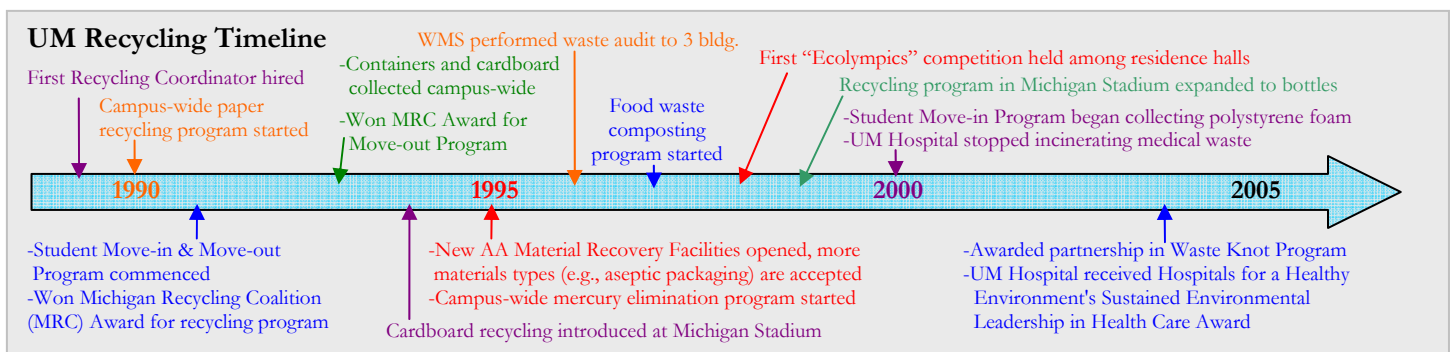 UM Recycling Timeline
First Recycling Coordinator hired
Campus-wide paper
recycling program started
-Containers and cardboard
collected campus-wide
-Won MRC Award for
Move-out Program
WMS performed waste audit to 3 bldg.
Food waste
composting
program started
First “Ecolympics” competition held among residence halls
Recycling program in Michigan Stadium expanded to bottles
-Student Move-in Program began collecting polystyrene foam
-UM Hospital stopped incinerating medical waste
1990
1995
2000
2005
-Student Move-in & Move-out
Program commenced
-Won Michigan Recycling Coalition
(MRC) Award for recycling program
Cardboard recycling introduced at Michigan Stadium
-New AA Material Recovery Facilities opened, more
materials types (e.g., aseptic packaging) are accepted
-Campus-wide mercury elimination program started
-Awarded partnership in Waste Knot Program
-UM Hospital received Hospitals for a Healthy
Environment's Sustained Environmental
Leadership in Health Care Award